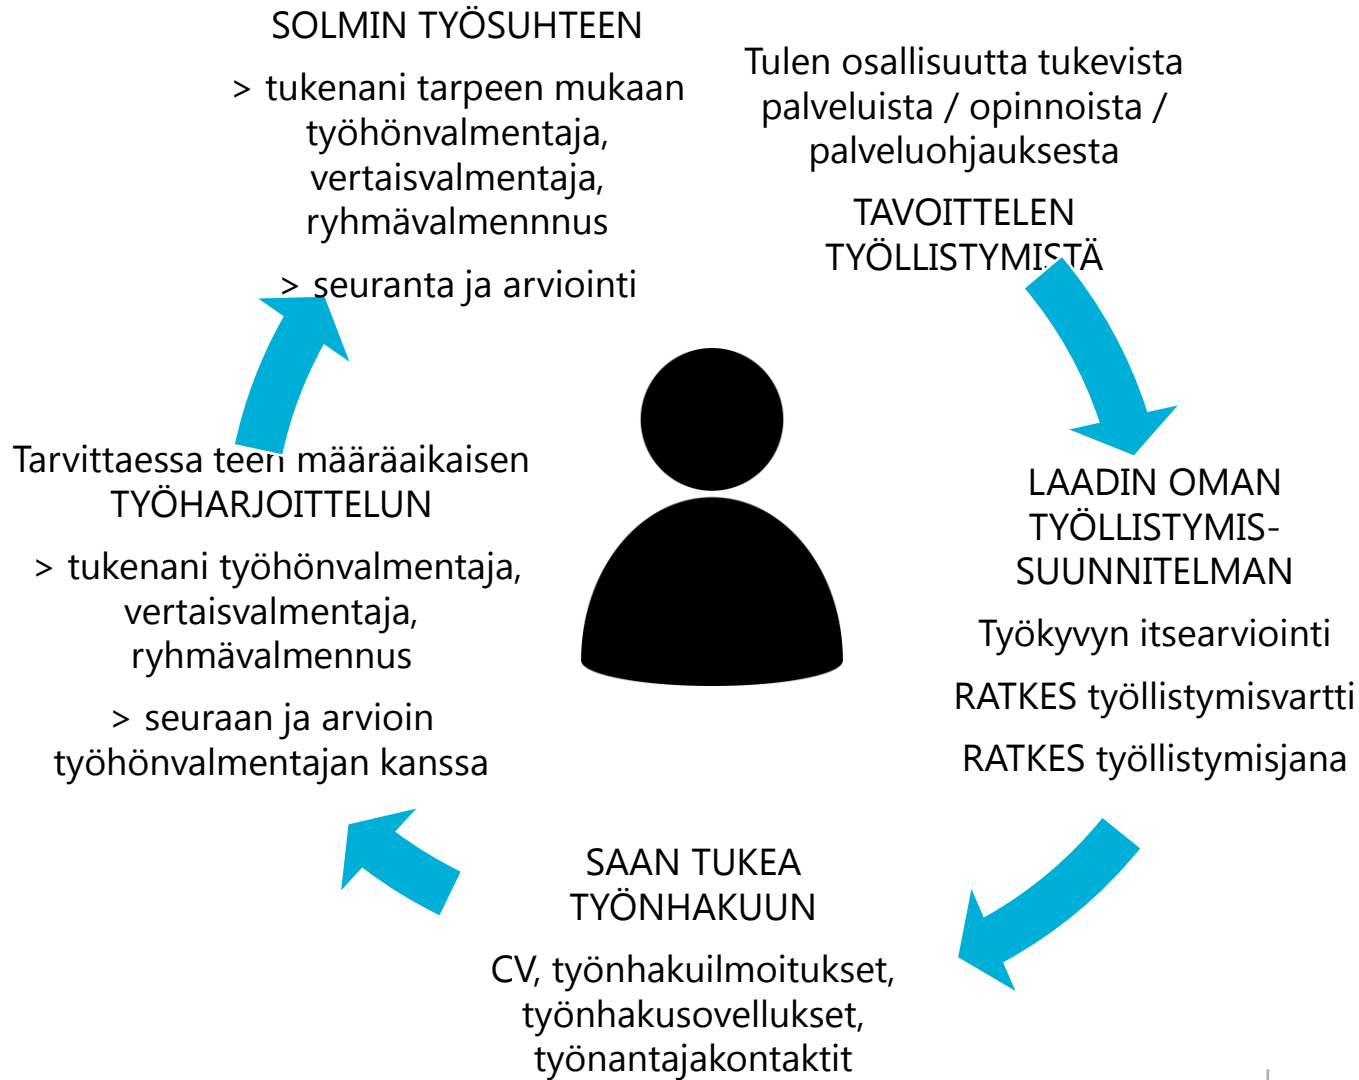 Tulen osallisuutta tukevista
palveluista / opinnoista /
palveluohjauksesta
TAVOITTELEN
TYÖLLISTYMISTÄ
LAADIN OMAN
TYÖLLISTYMIS-
SUUNNITELMAN
Työkyvyn itsearviointi
RATKES työllistymisvartti
RATKES työllistymisjana
SAAN TUKEA
TYÖNHAKUUN
CV, työnhakuilmoitukset,
työnhakusovellukset,
työnantajakontaktit
Tarvittaessa teen määräaikaisen
TYÖHARJOITTELUN
> tukenani työhönvalmentaja,
vertaisvalmentaja,
ryhmävalmennus
> seuraan ja arvioin
työhönvalmentajan kanssa
SOLMIN TYÖSUHTEEN
> tukenani tarpeen mukaan
työhönvalmentaja,
vertaisvalmentaja,
ryhmävalmennnus
> seuranta ja arviointi